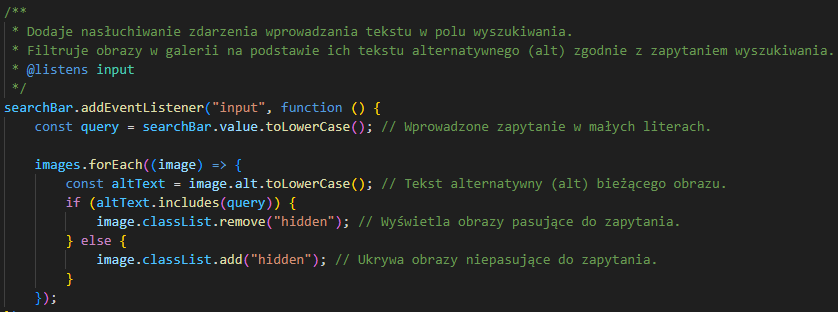 /**
 * Dodaje nasłuchiwanie zdarzenia wprowadzania tekstu w polu wyszukiwania.
 * Filtruje obrazy w galerii na podstawie ich tekstu alternatywnego (alt) zgodnie z zapytaniem wyszukiwania.
 * @listens input
 */
searchBar.addEventListener("input", function () {
    const query = searchBar.value.toLowerCase(); // Wprowadzone zapytanie w małych literach.

    images.forEach((image) => {
        const altText = image.alt.toLowerCase(); // Tekst alternatywny (alt) bieżącego obrazu.
        if (altText.includes(query)) {
            image.classList.remove("hidden"); // Wyświetla obrazy pasujące do zapytania.
        } else {
            image.classList.add("hidden"); // Ukrywa obrazy niepasujące do zapytania.
        }
    });